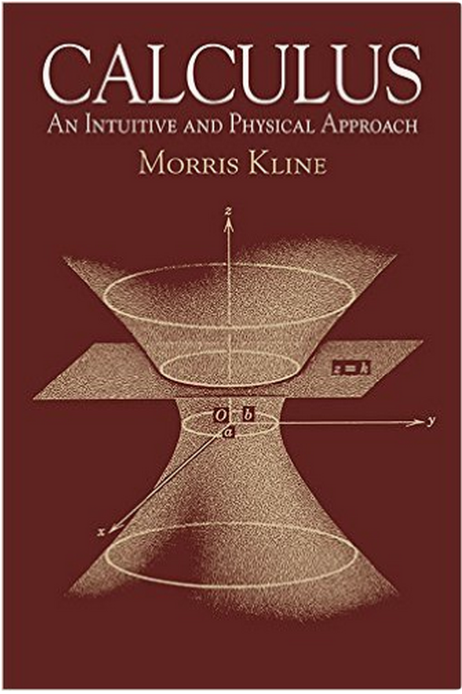 CALCULUS
AN INTUITIVE AND PHYSICAL APPROACH
MORRIS KLINE
z
O b
a
y
x